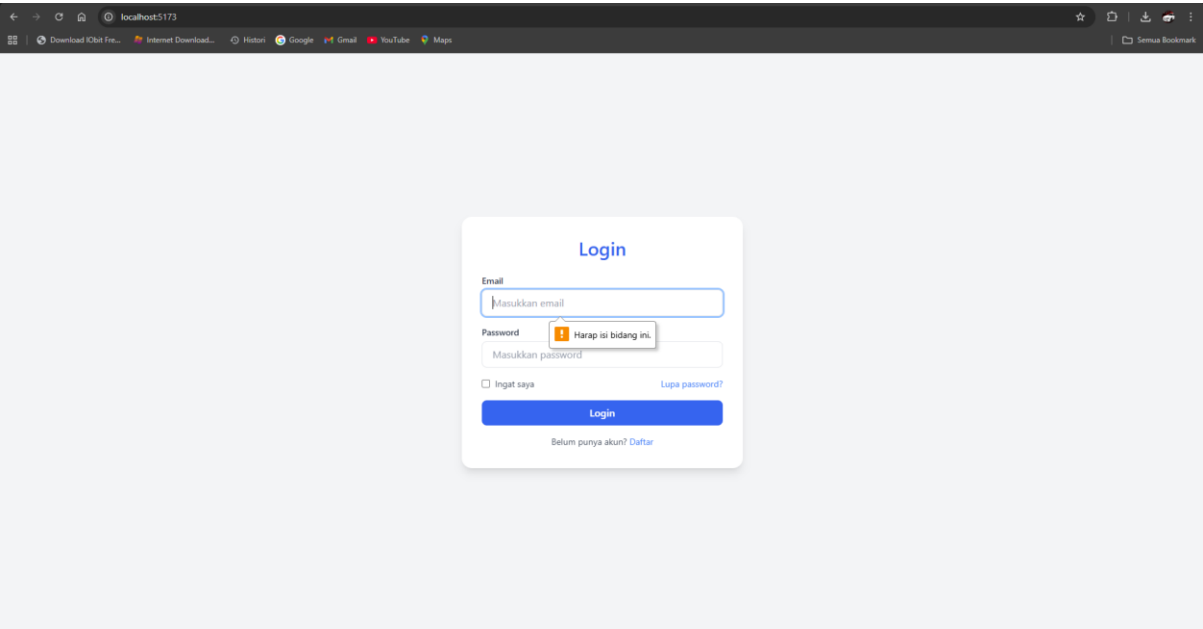 localhost:5173
Download IObit Fre... Internet Download... Histori Google Gmail YouTube Maps Semua Bookmark
Login
Email
Masukkan email
Password
Harap isi bidang ini.
Masukkan password
Ingat saya Lupa password?
Login
Belum punya akun? Daftar